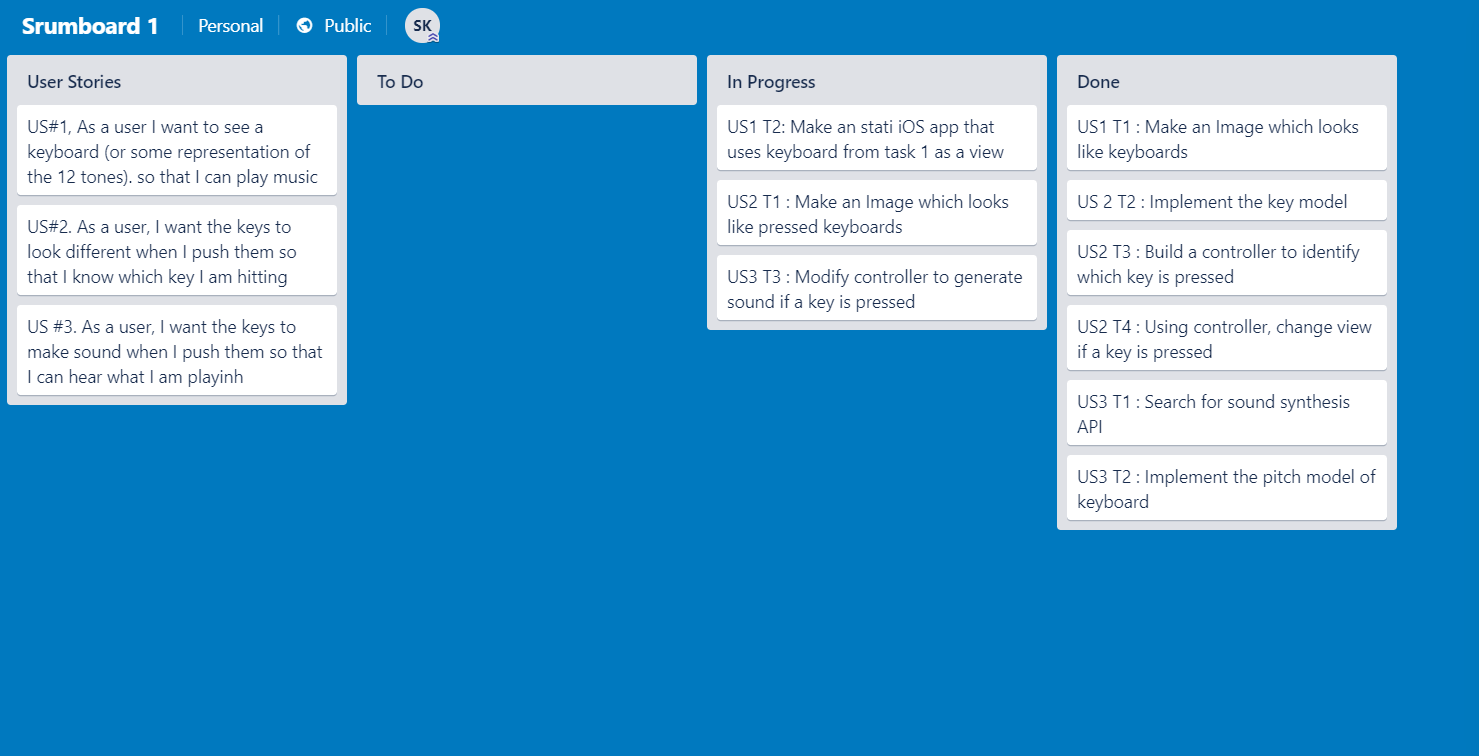 Srumboard 1 Personal Public SK
User Stories
US#1, As a user I want to see a
keyboard (or some representation of
the 12 tones). so that I can play music
US#2. As a user, I want the keys to
look different when I push them so
that I know which key I am hitting
US #3. As a user, I want the keys to
make sound when I push them so that
I can hear what I am playinh
To Do
In Progress
US1 T2: Make an stati iOS app that
uses keyboard from task 1 as a view
US2 T1 : Make an Image which looks
like pressed keyboards
US3 T3 : Modify controller to generate
sound if a key is pressed
Done
US1 T1 : Make an Image which looks
like keyboards
US 2 T2 : Implement the key model
US2 T3 : Build a controller to identify
which key is pressed
US2 T4 : Using controller, change view
if a key is pressed
US3 T1 : Search for sound synthesis
API
US3 T2 : Implement the pitch model of
keyboard